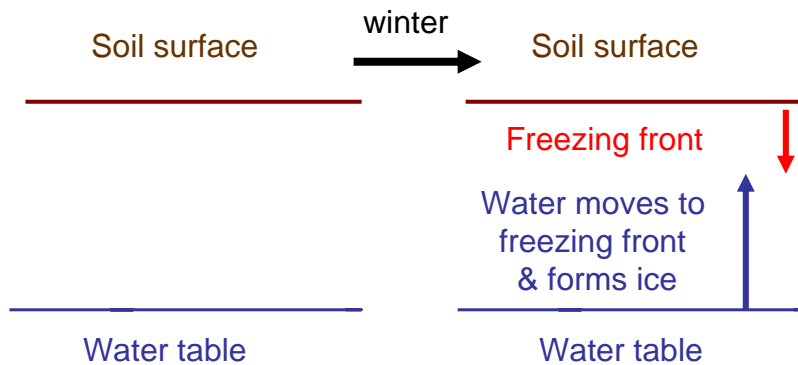 Soil surface
winter
Soil surface
Freezing front
Water moves to
freezing front
& forms ice
Water table
Water table